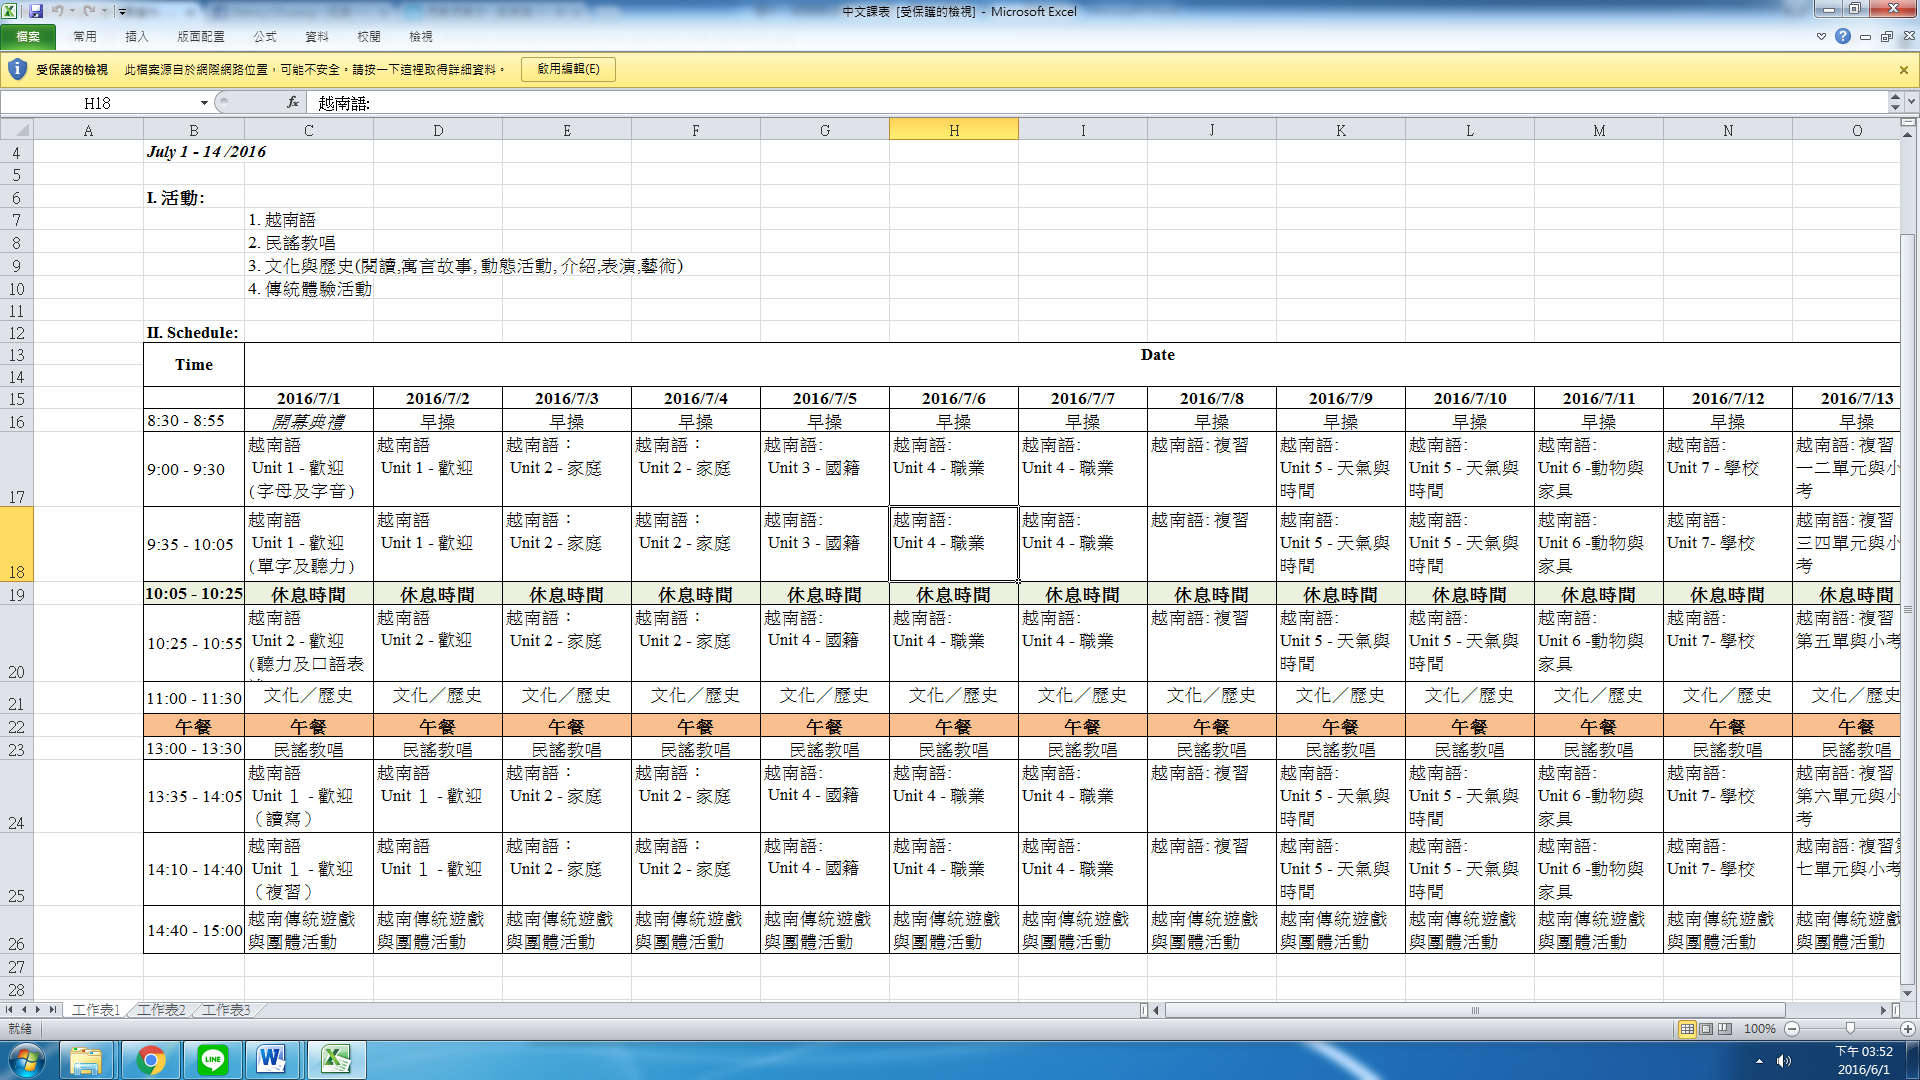 中文課表 [受保護的檢視] - Microsoft Excel
檔案 常用 插入 版面配置 公式 資料 校閱 檢視
受保護的檢視 此檔案源自於網際網路位置，可能不安全。請按一下這裡取得詳細資料。 啟用編輯(E)
H18 fx 越南語:
A B C D E F G H I J K L M N O
4 July 1 - 14 /2016
5
6 I. 活動:
7 1. 越南語
8 2. 民謠教唱
9 3. 文化與歷史(閱讀,寓言故事, 動態活動, 介紹,表演,藝術)
10 4. 傳統體驗活動
11
12 II. Schedule:
13 Date
Time
14
15 2016/7/1 2016/7/2 2016/7/3 2016/7/4 2016/7/5 2016/7/6 2016/7/7 2016/7/8 2016/7/9 2016/7/10 2016/7/11 2016/7/12 2016/7/13
16 8:30 - 8:55 開幕典禮 早操 早操 早操 早操 早操 早操 早操 早操 早操 早操 早操 早操
越南語 越南語 越南語： 越南語： 越南語: 越南語: 越南語: 越南語: 複習 越南語: 越南語: 越南語: 越南語: 越南語: 複習
9:00 - 9:30 Unit 1 - 歡迎 Unit 1 - 歡迎 Unit 2 - 家庭 Unit 2 - 家庭 Unit 3 - 國籍 Unit 4 - 職業 Unit 4 - 職業 Unit 5 - 天氣與 Unit 5 - 天氣與 Unit 6 -動物與 Unit 7 - 學校 一二單元與小
17 (字母及字音) 時間 時間 家具 考
越南語 越南語 越南語： 越南語： 越南語: 越南語: 越南語: 越南語: 複習 越南語: 越南語: 越南語: 越南語: 越南語: 複習
9:35 - 10:05 Unit 1 - 歡迎 Unit 1 - 歡迎 Unit 2 - 家庭 Unit 2 - 家庭 Unit 3 - 國籍 Unit 4 - 職業 Unit 4 - 職業 Unit 5 - 天氣與 Unit 5 - 天氣與 Unit 6 -動物與 Unit 7- 學校 三四單元與小
18 (單字及聽力) 時間 時間 家具 考
19 10:05 - 10:25 休息時間 休息時間 休息時間 休息時間 休息時間 休息時間 休息時間 休息時間 休息時間 休息時間 休息時間 休息時間 休息時間
越南語 越南語 越南語： 越南語： 越南語: 越南語: 越南語: 越南語: 複習 越南語: 越南語: 越南語: 越南語: 越南語: 複習
10:25 - 10:55 Unit 2 - 歡迎 Unit 2 - 歡迎 Unit 2 - 家庭 Unit 2 - 家庭 Unit 4 - 國籍 Unit 4 - 職業 Unit 4 - 職業 Unit 5 - 天氣與 Unit 5 - 天氣與 Unit 6 -動物與 Unit 7- 學校 第五單與小考
20 (聽力及口語表 時間 時間 家具
21 11:00 - 11:30 文化／歷史 文化／歷史 文化／歷史 文化／歷史 文化／歷史 文化／歷史 文化／歷史 文化／歷史 文化／歷史 文化／歷史 文化／歷史 文化／歷史 文化／歷史
22 午餐 午餐 午餐 午餐 午餐 午餐 午餐 午餐 午餐 午餐 午餐 午餐 午餐 午餐
23 13:00 - 13:30 民謠教唱 民謠教唱 民謠教唱 民謠教唱 民謠教唱 民謠教唱 民謠教唱 民謠教唱 民謠教唱 民謠教唱 民謠教唱 民謠教唱 民謠教唱
越南語 越南語 越南語： 越南語： 越南語: 越南語: 越南語: 越南語: 複習 越南語: 越南語: 越南語: 越南語: 越南語: 複習
13:35 - 14:05 Unit １ - 歡迎 Unit １ - 歡迎 Unit 2 - 家庭 Unit 2 - 家庭 Unit 4 - 國籍 Unit 4 - 職業 Unit 4 - 職業 Unit 5 - 天氣與 Unit 5 - 天氣與 Unit 6 -動物與 Unit 7- 學校 第六單元與小
24 （讀寫） 時間 時間 家具 考
越南語 越南語 越南語： 越南語： 越南語: 越南語: 越南語: 越南語: 複習 越南語: 越南語: 越南語: 越南語: 越南語: 複習第
14:10 - 14:40 Unit １ - 歡迎 Unit １ - 歡迎 Unit 2 - 家庭 Unit 2 - 家庭 Unit 4 - 國籍 Unit 4 - 職業 Unit 4 - 職業 Unit 5 - 天氣與 Unit 5 - 天氣與 Unit 6 -動物與 Unit 7- 學校 七單元與小考
25 （複習） 時間 時間 家具
越南傳統遊戲 越南傳統遊戲 越南傳統遊戲 越南傳統遊戲 越南傳統遊戲 越南傳統遊戲 越南傳統遊戲 越南傳統遊戲 越南傳統遊戲 越南傳統遊戲 越南傳統遊戲 越南傳統遊戲 越南傳統遊戲
26 14:40 - 15:00 與團體活動 與團體活動 與團體活動 與團體活動 與團體活動 與團體活動 與團體活動 與團體活動 與團體活動 與團體活動 與團體活動 與團體活動 與團體活動
27
28
工作表1 工作表2 工作表3
就緒 100%
LINE
下午 03:52
2016/6/1